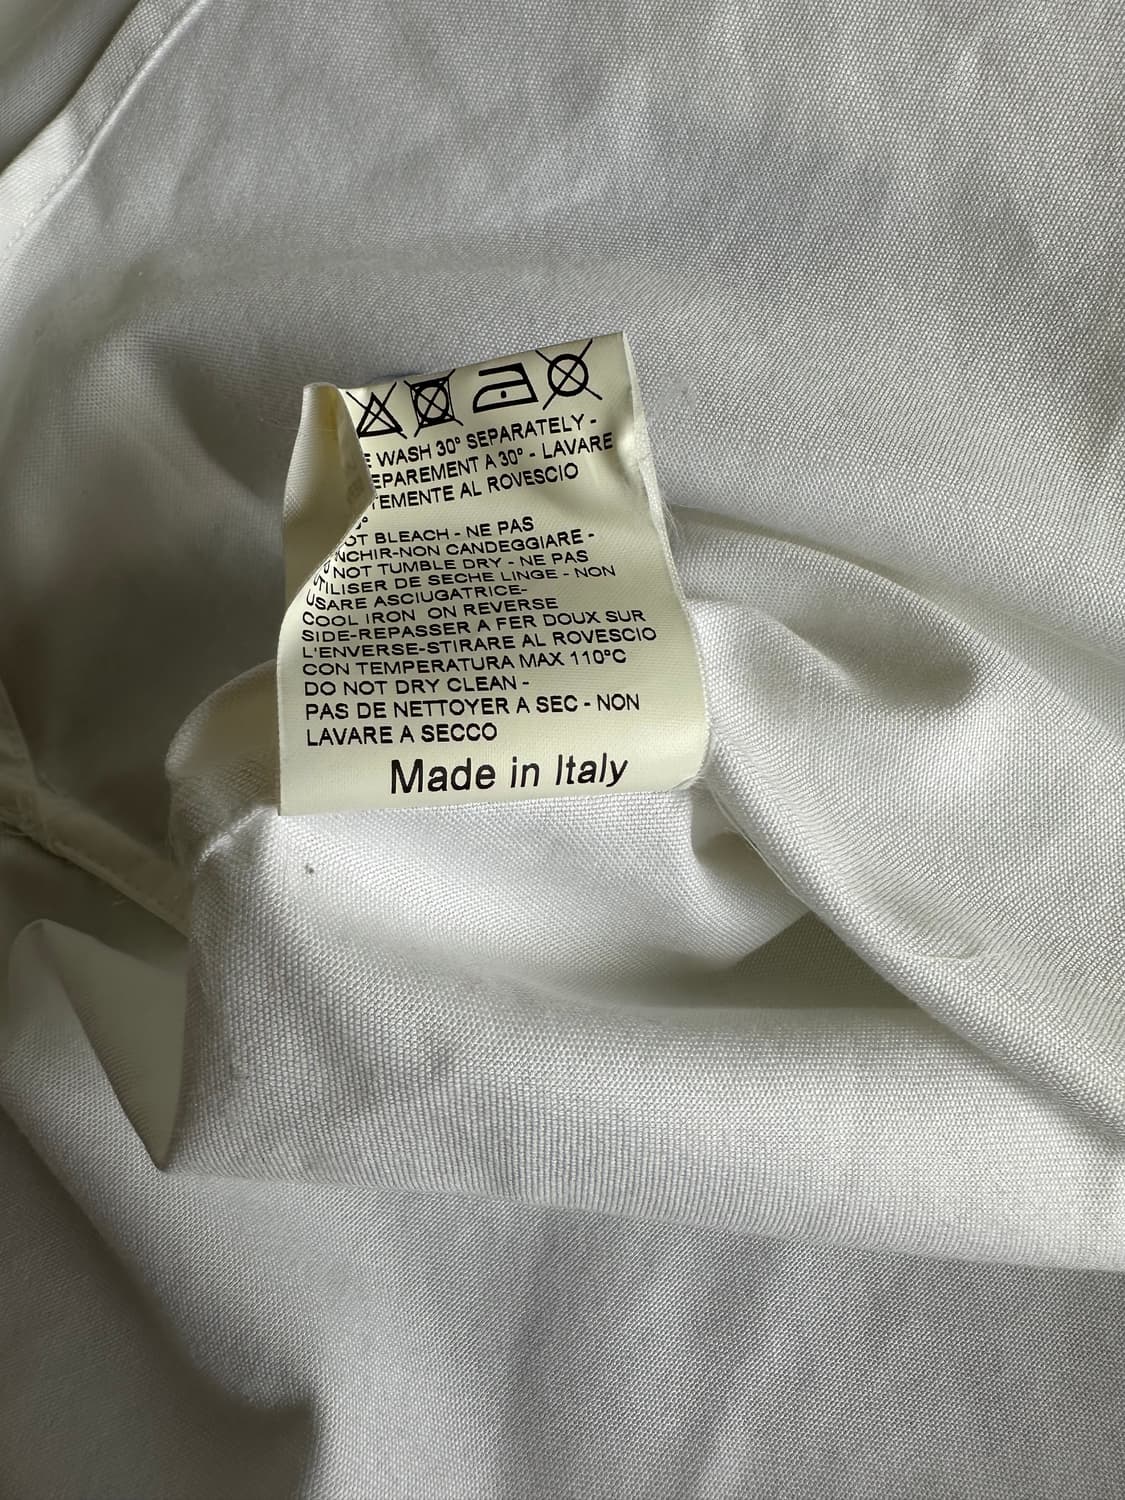 WASH 30° SEPARATELY -
EPAREMENT A 30° - LAVARE
TEMENTE AL ROVESCIO
OT BLEACH - NE PAS
NCHIR-NON CANDEGGIARE -
NOT TUMBLE DRY - NE PAS
UTILISER DE SECHE LINGE - NON
USARE ASCIUGATRICE-
COOL IRON ON REVERSE
SIDE-REPASSER A FER DOUX SUR
L'ENVERSE-STIRARE AL ROVESCIO
CON TEMPERATURA MAX 110°C
DO NOT DRY CLEAN -
PAS DE NETTOYER A SEC - NON
LAVARE A SECCO
Made in Italy